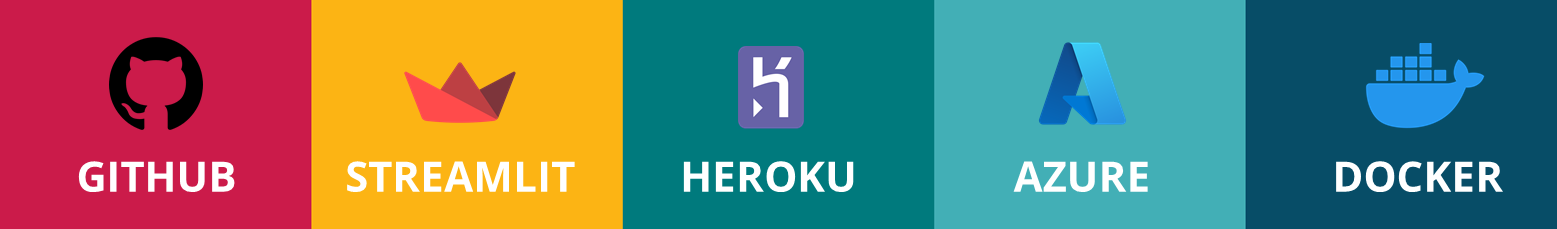 GITHUB
STREAMLIT
HEROKU
AZURE
DOCKER